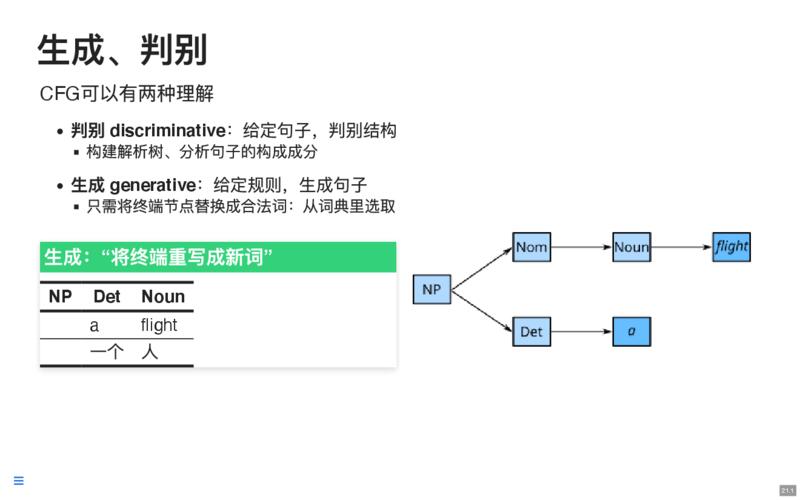 生成、判别
CFG可以有两种理解
• 判别 discriminative：给定句子，判别结构
▪ 构建解析树、分析句子的构成成分
• 生成 generative：给定规则，生成句子
▪ 只需将终端节点替换成合法词：从词典里选取
生成：“将终端重写成新词”
NP Det Noun
a flight
一个 人
Nom Noun flight
NP
Det a
21.1